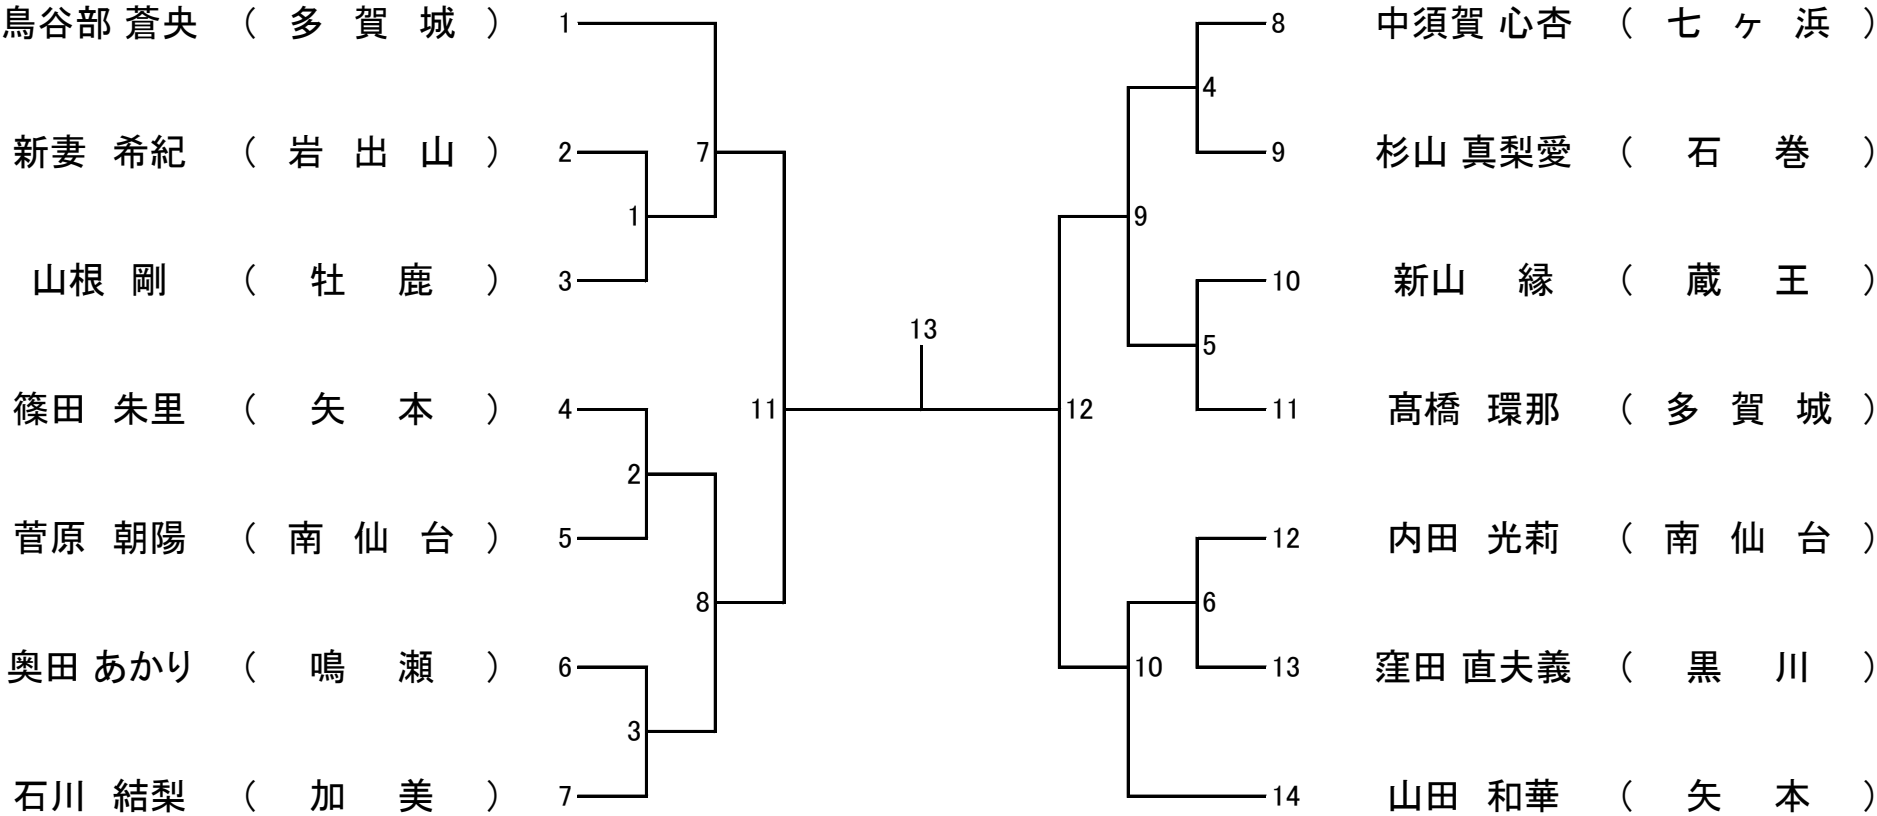 鳥谷部 蒼央 （ 多 賀 城 ） 1 8 中須賀 心杏 （ 七 ヶ 浜 ）
4
新妻 希紀 （ 岩 出 山 ） 2 7 9 杉山 真梨愛 （ 石 巻 ）
1 9
山根 剛 （ 牡 鹿 ） 3 10 新山 縁 （ 蔵 王 ）
13 5
篠田 朱里 （ 矢 本 ） 4 11 12 11 髙橋 環那 （ 多 賀 城 ）
2
菅原 朝陽 （ 南 仙 台 ） 5 12 内田 光莉 （ 南 仙 台 ）
8 6
奥田 あかり （ 鳴 瀬 ） 6 10 13 窪田 直夫義 （ 黒 川 ）
3
石川 結梨 （ 加 美 ） 7 14 山田 和華 （ 矢 本 ）